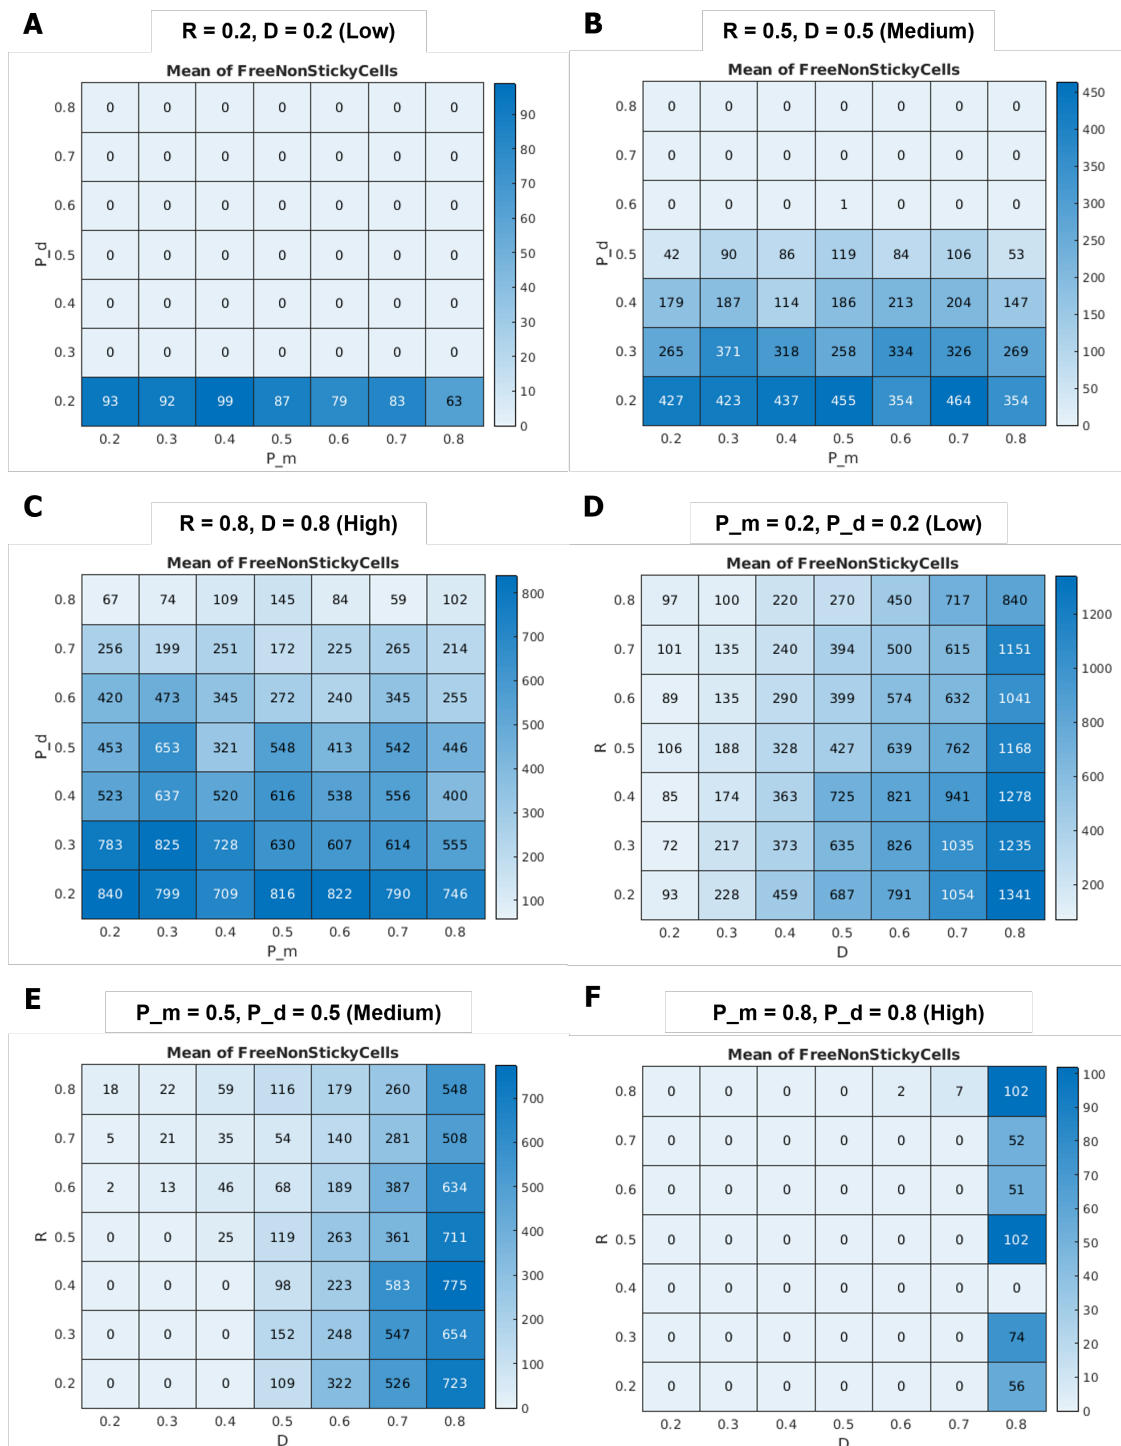 A
R = 0.2, D = 0.2 (Low)
Mean of FreeNonStickyCells
0.8 0 0 0 0 0 0 0
0.7 0 0 0 0 0 0 0
0.6 0 0 0 0 0 0 0
0.5 0 0 0 0 0 0 0
0.4 0 0 0 0 0 0 0
0.3 0 0 0 0 0 0 0
0.2 93 92 99 87 79 83 63
0.2 0.3 0.4 0.5 0.6 0.7 0.8
P_m
P_d
90
80
70
60
50
40
30
20
10
0
B
R = 0.5, D = 0.5 (Medium)
Mean of FreeNonStickyCells
0.8 0 0 0 0 0 0 0
0.7 0 0 0 0 0 0 0
0.6 0 0 0 1 0 0 0
0.5 42 90 86 119 84 106 53
0.4 179 187 114 186 213 204 147
0.3 265 371 318 258 334 326 269
0.2 427 423 437 455 354 464 354
0.2 0.3 0.4 0.5 0.6 0.7 0.8
P_m
P_d
450
400
350
300
250
200
150
100
50
0
C
R = 0.8, D = 0.8 (High)
Mean of FreeNonStickyCells
0.8 67 74 109 145 84 59 102
0.7 256 199 251 172 225 265 214
0.6 420 473 345 272 240 345 255
0.5 453 653 321 548 413 542 446
0.4 523 637 520 616 538 556 400
0.3 783 825 728 630 607 614 555
0.2 840 799 709 816 822 790 746
0.2 0.3 0.4 0.5 0.6 0.7 0.8
P_m
P_d
800
700
600
500
400
300
200
100
D
P_m = 0.2, P_d = 0.2 (Low)
Mean of FreeNonStickyCells
0.8 97 100 220 270 450 717 840
0.7 101 135 240 394 500 615 1151
0.6 89 135 290 399 574 632 1041
0.5 106 188 328 427 639 762 1168
0.4 85 174 363 725 821 941 1278
0.3 72 217 373 635 826 1035 1235
0.2 93 228 459 687 791 1054 1341
0.2 0.3 0.4 0.5 0.6 0.7 0.8
D
R
1200
1000
800
600
400
200
E
P_m = 0.5, P_d = 0.5 (Medium)
Mean of FreeNonStickyCells
0.8 18 22 59 116 179 260 548
0.7 5 21 35 54 140 281 508
0.6 2 13 46 68 189 387 634
0.5 0 0 25 119 263 361 711
0.4 0 0 0 98 223 583 775
0.3 0 0 0 152 248 547 654
0.2 0 0 0 109 322 526 723
0.2 0.3 0.4 0.5 0.6 0.7 0.8
D
R
700
600
500
400
300
200
100
0
F
P_m = 0.8, P_d = 0.8 (High)
Mean of FreeNonStickyCells
0.8 0 0 0 0 2 7 102
0.7 0 0 0 0 0 0 52
0.6 0 0 0 0 0 0 51
0.5 0 0 0 0 0 0 102
0.4 0 0 0 0 0 0 0
0.3 0 0 0 0 0 0 74
0.2 0 0 0 0 0 0 56
0.2 0.3 0.4 0.5 0.6 0.7 0.8
D
R
100
90
80
70
60
50
40
30
20
10
0